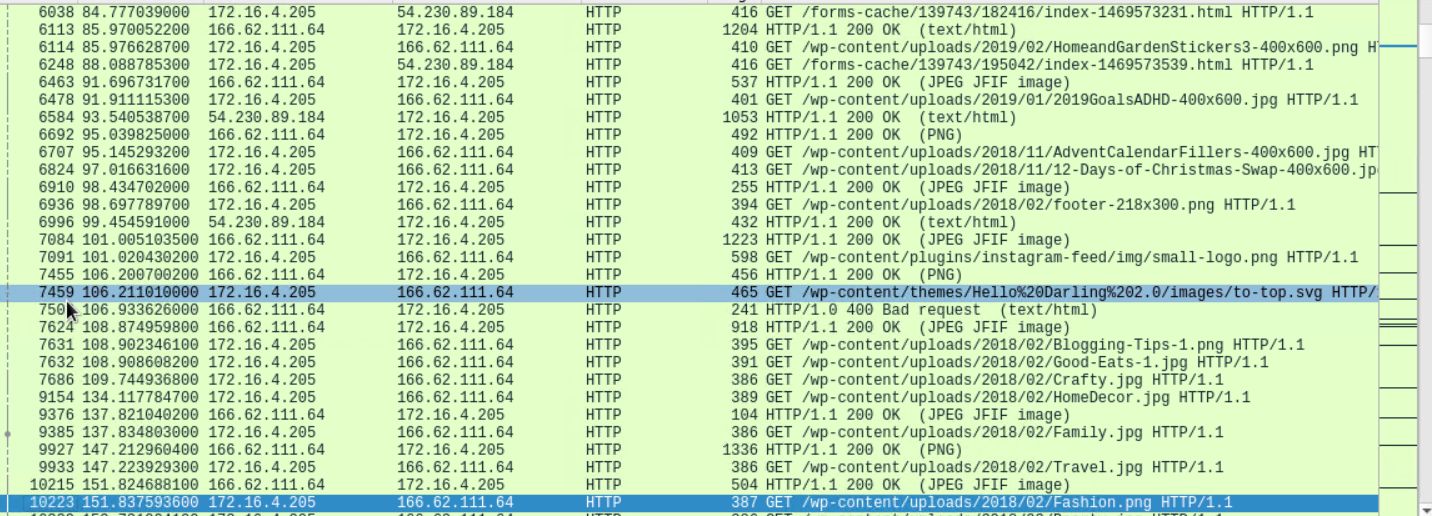 6038 84.777039000 172.16.4.205 54.230.89.184 HTTP 416 GET /forms-cache/139743/182416/index-1469573231.html HTTP/1.1
6113 85.970052200 166.62.111.64 172.16.4.205 HTTP 1204 HTTP/1.1 200 OK (text/html)
6114 85.976628700 172.16.4.205 166.62.111.64 HTTP 410 GET /wp-content/uploads/2019/02/HomeandGardenStickers3-400x600.png H
6248 88.088785300 172.16.4.205 54.230.89.184 HTTP 416 GET /forms-cache/139743/195042/index-1469573539.html HTTP/1.1
6463 91.696731700 166.62.111.64 172.16.4.205 HTTP 537 HTTP/1.1 200 OK (JPEG JFIF image)
6478 91.911115300 172.16.4.205 166.62.111.64 HTTP 401 GET /wp-content/uploads/2019/01/2019GoalsADHD-400x600.jpg HTTP/1.1
6584 93.540538700 54.230.89.184 172.16.4.205 HTTP 1053 HTTP/1.1 200 OK (text/html)
6692 95.039825000 166.62.111.64 172.16.4.205 HTTP 492 HTTP/1.1 200 OK (PNG)
6707 95.145293200 172.16.4.205 166.62.111.64 HTTP 409 GET /wp-content/uploads/2018/11/AdventCalendarFillers-400x600.jpg HT
6824 97.016631600 172.16.4.205 166.62.111.64 HTTP 413 GET /wp-content/uploads/2018/11/12-Days-of-Christmas-Swap-400x600.jp
6910 98.434702000 166.62.111.64 172.16.4.205 HTTP 255 HTTP/1.1 200 OK (JPEG JFIF image)
6936 98.697789700 172.16.4.205 166.62.111.64 HTTP 394 GET /wp-content/uploads/2018/02/footer-218x300.png HTTP/1.1
6996 99.454591000 54.230.89.184 172.16.4.205 HTTP 432 HTTP/1.1 200 OK (text/html)
7084 101.005103500 166.62.111.64 172.16.4.205 HTTP 1223 HTTP/1.1 200 OK (JPEG JFIF image)
7091 101.020430200 172.16.4.205 166.62.111.64 HTTP 598 GET /wp-content/plugins/instagram-feed/img/small-logo.png HTTP/1.1
7455 106.200700200 166.62.111.64 172.16.4.205 HTTP 456 HTTP/1.1 200 OK (PNG)
7459 106.211010000 172.16.4.205 166.62.111.64 HTTP 465 GET /wp-content/themes/Hello%20Darling%202.0/images/to-top.svg HTTP/
106.933626000 166.62.111.64 172.16.4.205 HTTP 241 HTTP/1.0 400 Bad request (text/html)
7624 108.874959800 166.62.111.64 172.16.4.205 HTTP 918 HTTP/1.1 200 OK (JPEG JFIF image)
7631 108.902346100 172.16.4.205 166.62.111.64 HTTP 395 GET /wp-content/uploads/2018/02/Blogging-Tips-1.png HTTP/1.1
7632 108.908608200 172.16.4.205 166.62.111.64 HTTP 391 GET /wp-content/uploads/2018/02/Good-Eats-1.jpg HTTP/1.1
7686 109.744936800 172.16.4.205 166.62.111.64 HTTP 386 GET /wp-content/uploads/2018/02/Crafty.jpg HTTP/1.1
9154 134.117784700 172.16.4.205 166.62.111.64 HTTP 389 GET /wp-content/uploads/2018/02/HomeDecor.jpg HTTP/1.1
9376 137.821040200 166.62.111.64 172.16.4.205 HTTP 104 HTTP/1.1 200 OK (JPEG JFIF image)
9385 137.834803000 172.16.4.205 166.62.111.64 HTTP 386 GET /wp-content/uploads/2018/02/Family.jpg HTTP/1.1
9927 147.212960400 166.62.111.64 172.16.4.205 HTTP 1336 HTTP/1.1 200 OK (PNG)
9933 147.223929300 172.16.4.205 166.62.111.64 HTTP 386 GET /wp-content/uploads/2018/02/Travel.jpg HTTP/1.1
10215 151.824688100 166.62.111.64 172.16.4.205 HTTP 504 HTTP/1.1 200 OK (JPEG JFIF image)
10223 151.837593600 172.16.4.205 166.62.111.64 HTTP 387 GET /wp-content/uploads/2018/02/Fashion.png HTTP/1.1